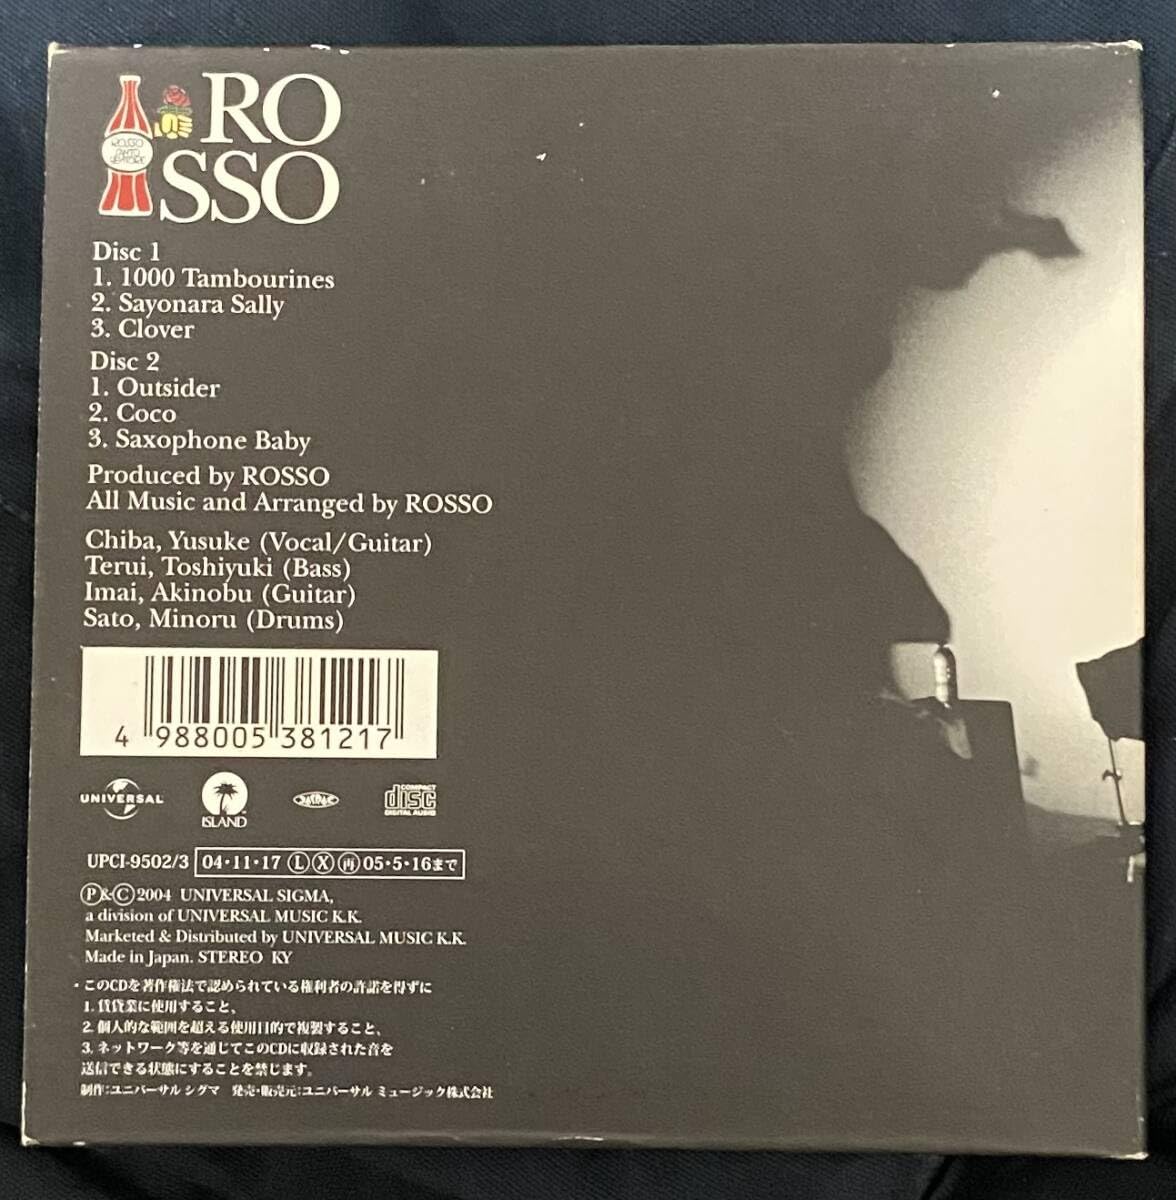 RO
SSO
ROSSO
Disc 1
1. 1000 Tambourines
2. Sayonara Sally
3. Clover
Disc 2
1. Outsider
2. Coco
3. Saxophone Baby
Produced by ROSSO
All Music and Arranged by ROSSO
Chiba, Yusuke (Vocal/Guitar)
Terui, Toshiyuki (Bass)
Imai, Akinobu (Guitar)
Sato, Minoru (Drums)
4 988005 381217
UNIVERSAL
ISLAND
COMPACT
disc
DIGITAL AUDIO
UPCI-9502/3 04・11・17 Ⓛ Ⓧ ㊢05・5・16まで
Ⓟ&Ⓒ 2004 UNIVERSAL SIGMA,
a division of UNIVERSAL MUSIC K.K.
Marketed & Distributed by UNIVERSAL MUSIC K.K.
Made in Japan. STEREO KY
・このCDを著作権法で認められている権利者の許諾を得ずに
1. 賃貸業に使用すること、
2. 個人的な範囲を超える使用目的で複製すること、
3. ネットワーク等を通じてこのCDに収録された音を
送信できる状態にすることを禁じます。
制作:ユニバーサル シグマ 発売・販売元:ユニバーサル ミュージック株式会社